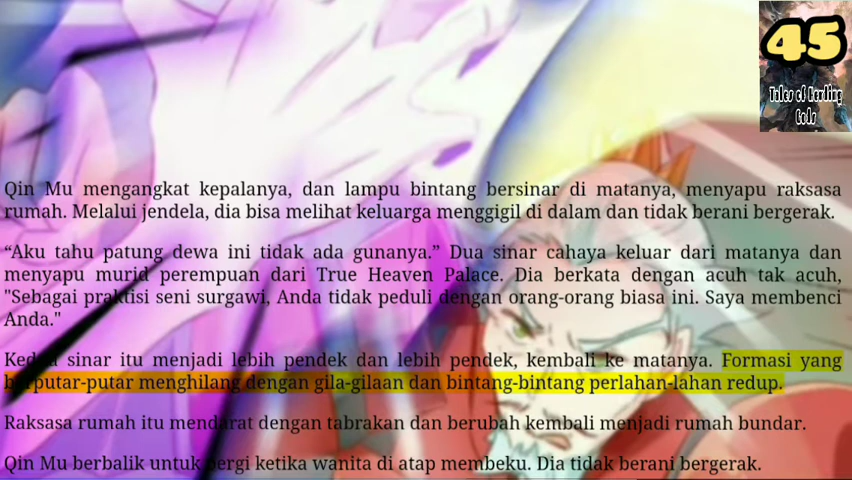 45
Tales of Herding
Gods
Qin Mu mengangkat kepalanya, dan lampu bintang bersinar di matanya, menyapu raksasa
rumah. Melalui jendela, dia bisa melihat keluarga menggigil di dalam dan tidak berani bergerak.
“Aku tahu patung dewa ini tidak ada gunanya.” Dua sinar cahaya keluar dari matanya dan
menyapu murid perempuan dari True Heaven Palace. Dia berkata dengan acuh tak acuh,
"Sebagai praktisi seni surgawi, Anda tidak peduli dengan orang-orang biasa ini. Saya membenci
Anda."
Kedua sinar itu menjadi lebih pendek dan lebih pendek, kembali ke matanya. Formasi yang
berputar-putar menghilang dengan gila-gilaan dan bintang-bintang perlahan-lahan redup.
Raksasa rumah itu mendarat dengan tabrakan dan berubah kembali menjadi rumah bundar.
Qin Mu berbalik untuk pergi ketika wanita di atap membeku. Dia tidak berani bergerak.